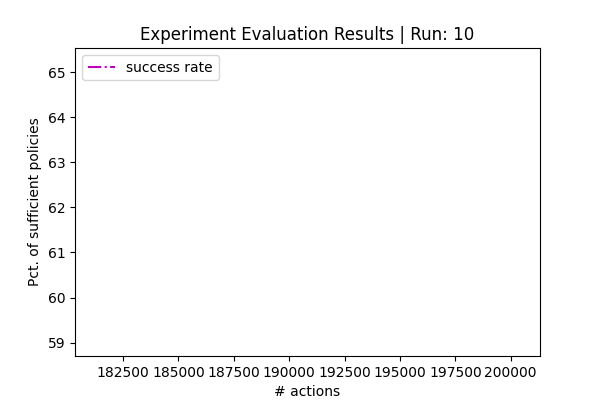 Experiment Evaluation Results | Run: 10
success rate
Pct. of sufficient policies
65
64
63
62
61
60
59
182500 185000 187500 190000 192500 195000 197500 200000
# actions